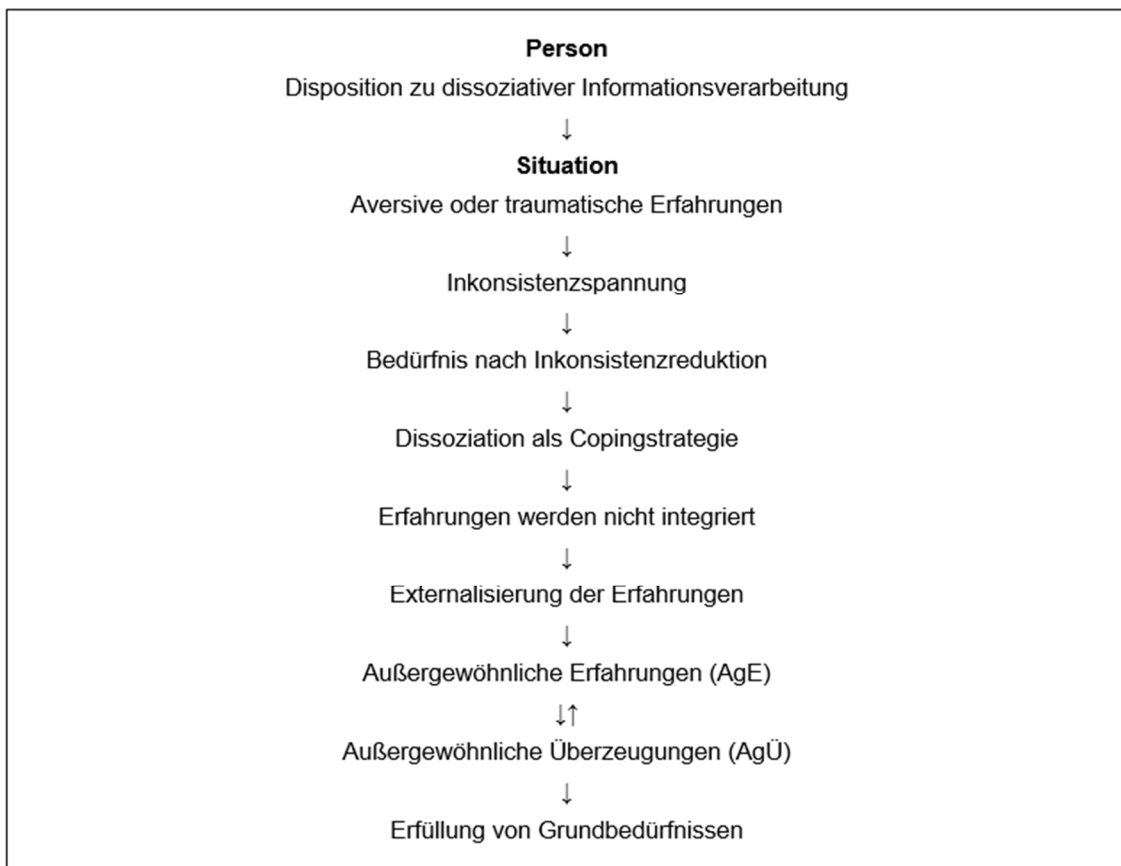 Person
Disposition zu dissoziativer Informationsverarbeitung
↓
Situation
Aversive oder traumatische Erfahrungen
↓
Inkonsistenzspannung
↓
Bedürfnis nach Inkonsistenzreduktion
↓
Dissoziation als Copingstrategie
↓
Erfahrungen werden nicht integriert
↓
Externalisierung der Erfahrungen
↓
Außergewöhnliche Erfahrungen (AgE)
↓↑
Außergewöhnliche Überzeugungen (AgÜ)
↓
Erfüllung von Grundbedürfnissen